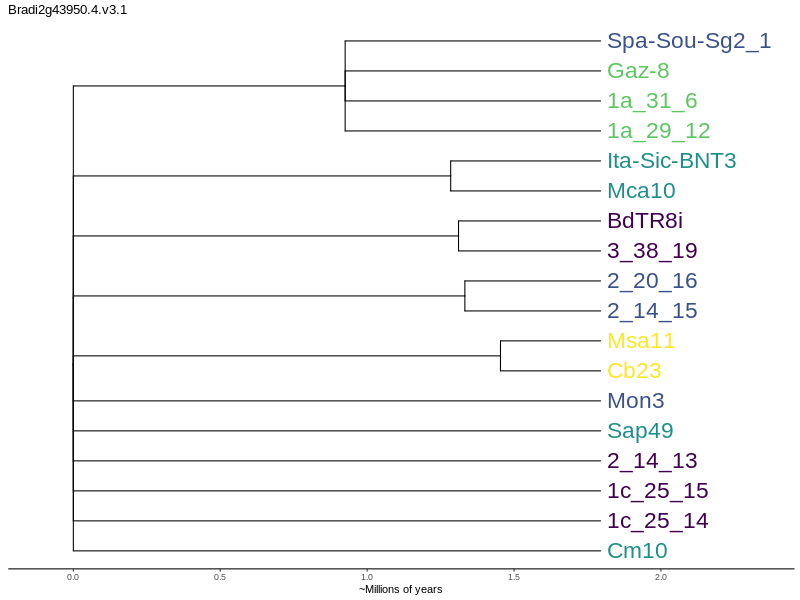 Bradi2g43950.4.v3.1
Spa-Sou-Sg2_1
Gaz-8
1a_31_6
1a_29_12
Ita-Sic-BNT3
Mca10
BdTR8i
3_38_19
2_20_16
2_14_15
Msa11
Cb23
Mon3
Sap49
2_14_13
1c_25_15
1c_25_14
Cm10
0.0 0.5 1.0 1.5 2.0
~Millions of years